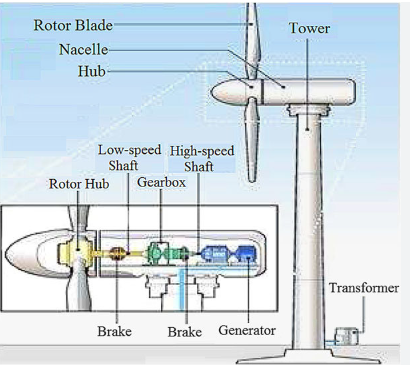 Rotor Blade
Nacelle
Hub
Tower
Low-speed
Shaft
High-speed
Shaft
Gearbox
Rotor Hub
Transformer
Brake
Brake
Generator